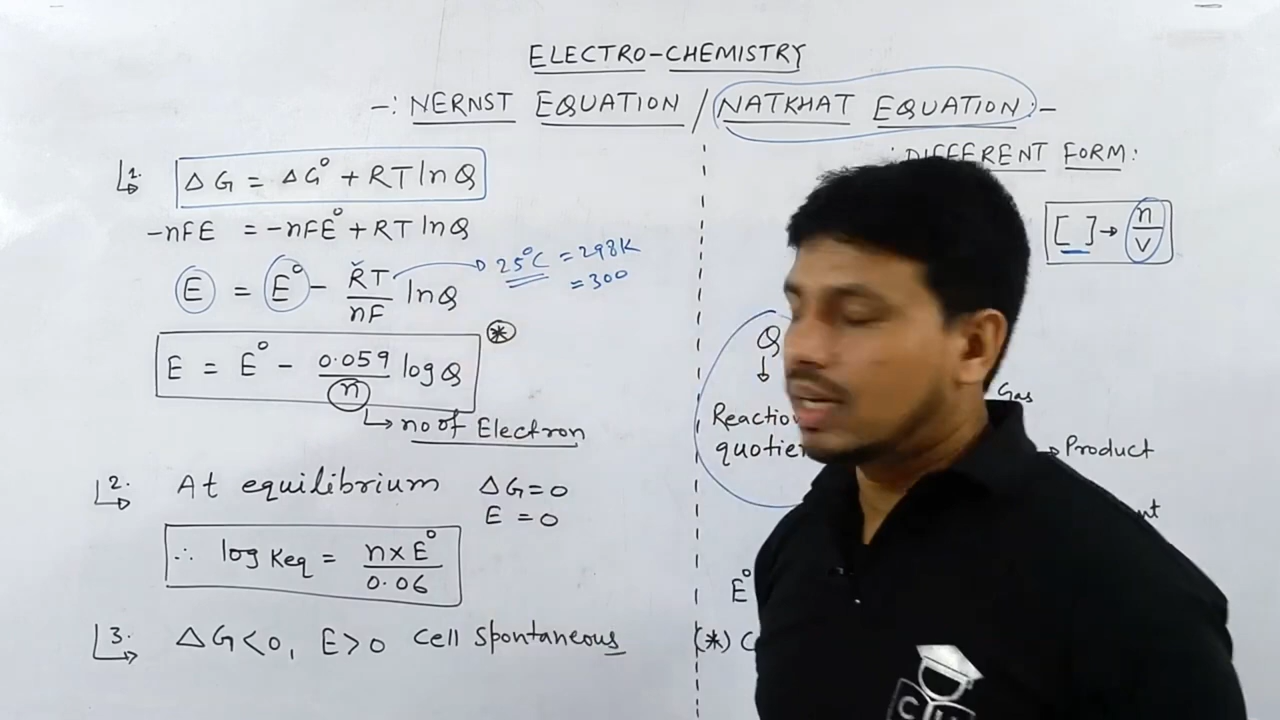 ELECTRO-CHEMISTRY
-: NERNST EQUATION / NATKHAT EQUATION :-
1. ΔG = ΔG° + RT ln Q
-nFE = -nFE° + RT ln Q
E = E° - RT/nF ln Q
25°C = 298K
= 300
E = E° - 0.059/n log Q *
no of Electron
2. At equilibrium ΔG = 0
E = 0
∴ log Keq = n×E°/0.06
3. ΔG < 0, E > 0 Cell Spontaneous
: DIFFERENT FORM:
[ ] → n/v
Q
Gas
quotie
Product
E°
(*) C
C